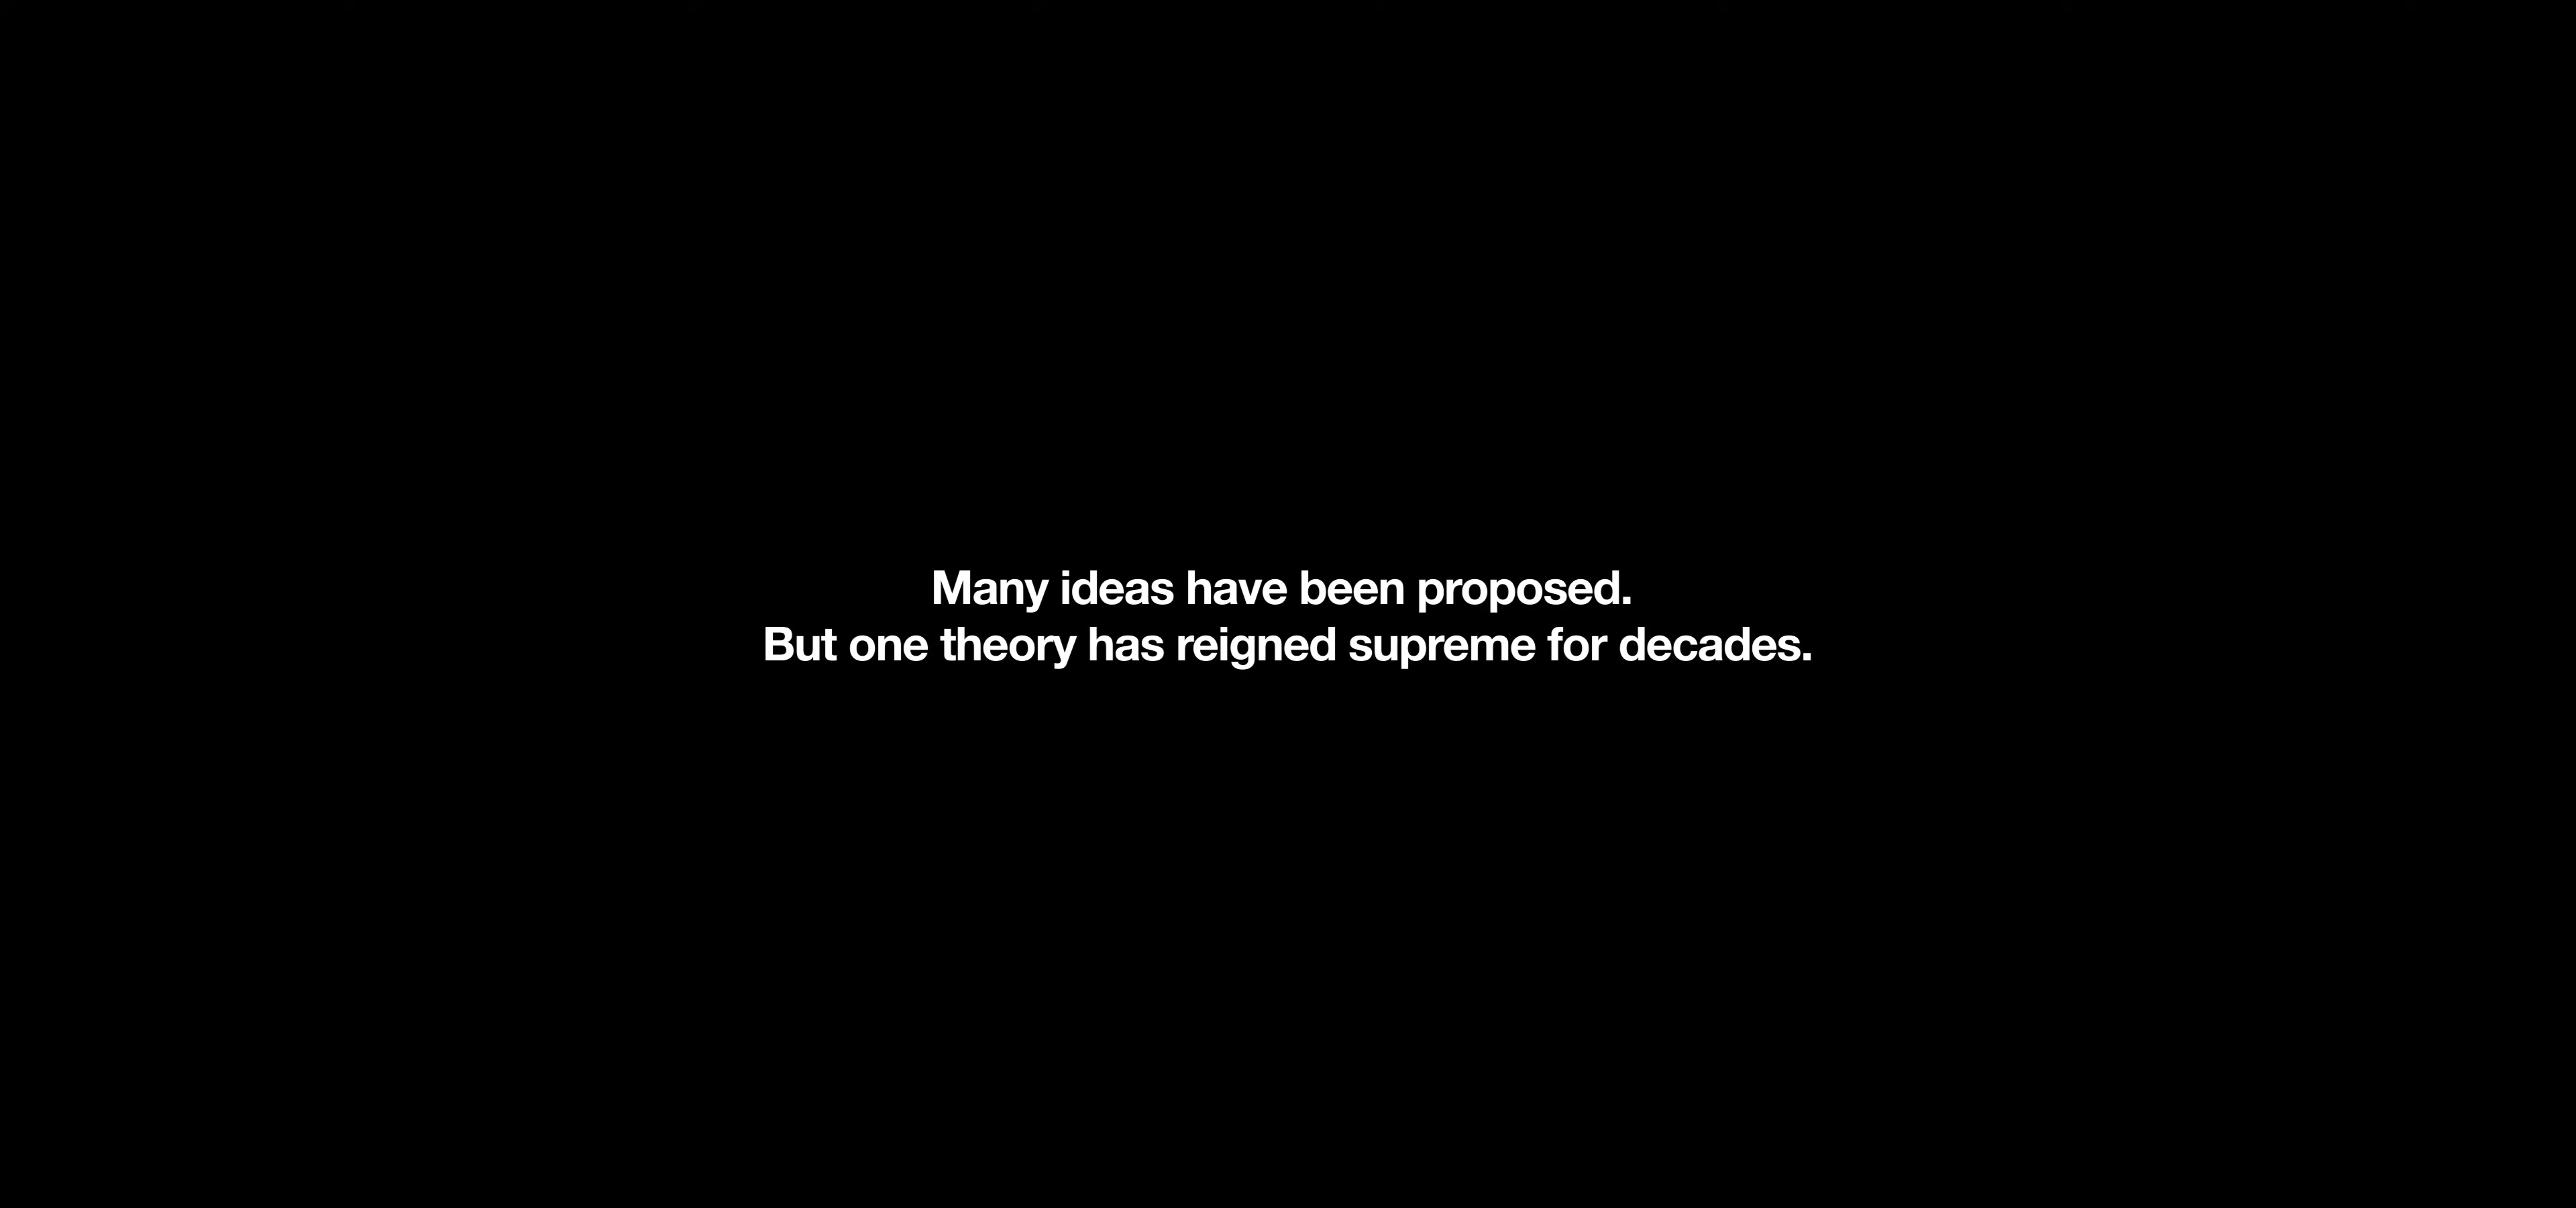 Many ideas have been proposed.
But one theory has reigned supreme for decades.